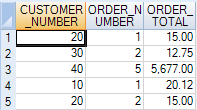 CUSTOMER_NUMBER ORDER_NUMBER ORDER_TOTAL
1 20 1 15.00
2 30 2 12.75
3 40 5 5,677.00
4 10 1 20.12
5 20 2 15.00